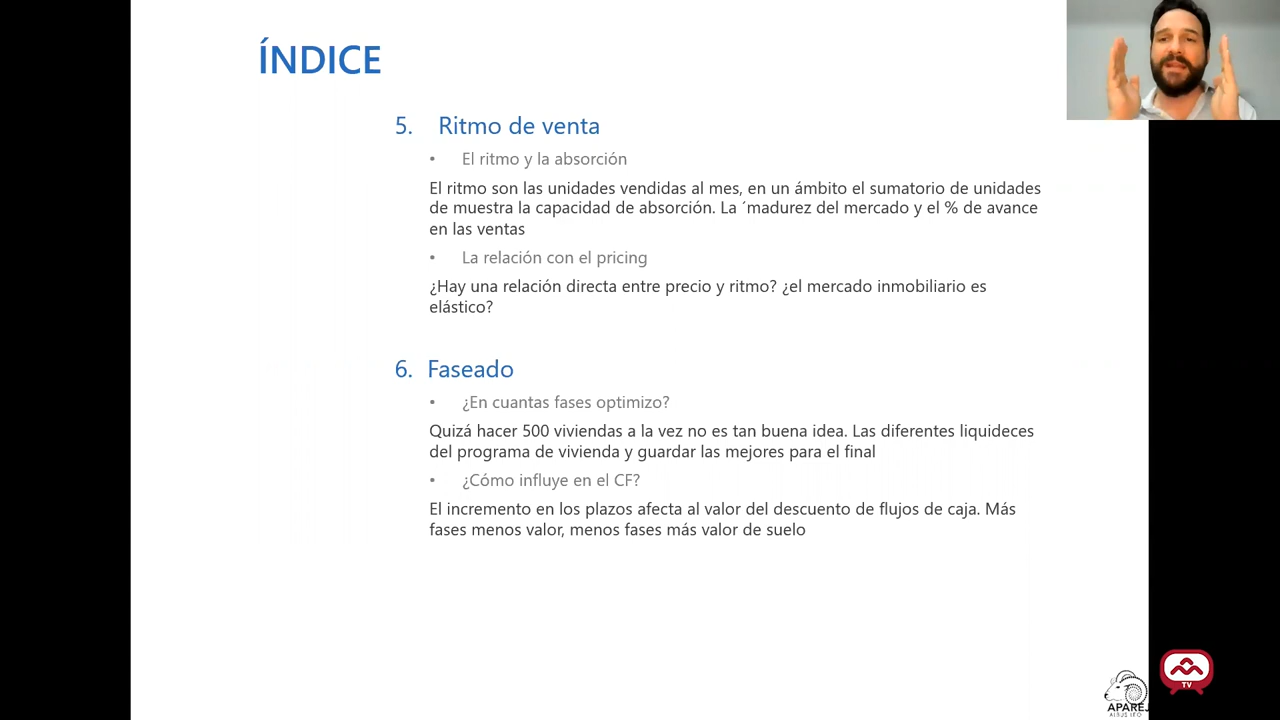 ÍNDICE
5. Ritmo de venta
• El ritmo y la absorción
El ritmo son las unidades vendidas al mes, en un ámbito el sumatorio de unidades
de muestra la capacidad de absorción. La ´madurez del mercado y el % de avance
en las ventas
• La relación con el pricing
¿Hay una relación directa entre precio y ritmo? ¿el mercado inmobiliario es
elástico?
6. Faseado
• ¿En cuantas fases optimizo?
Quizá hacer 500 viviendas a la vez no es tan buena idea. Las diferentes liquideces
del programa de vivienda y guardar las mejores para el final
• ¿Cómo influye en el CF?
El incremento en los plazos afecta al valor del descuento de flujos de caja. Más
fases menos valor, menos fases más valor de suelo
TV
APAREJ